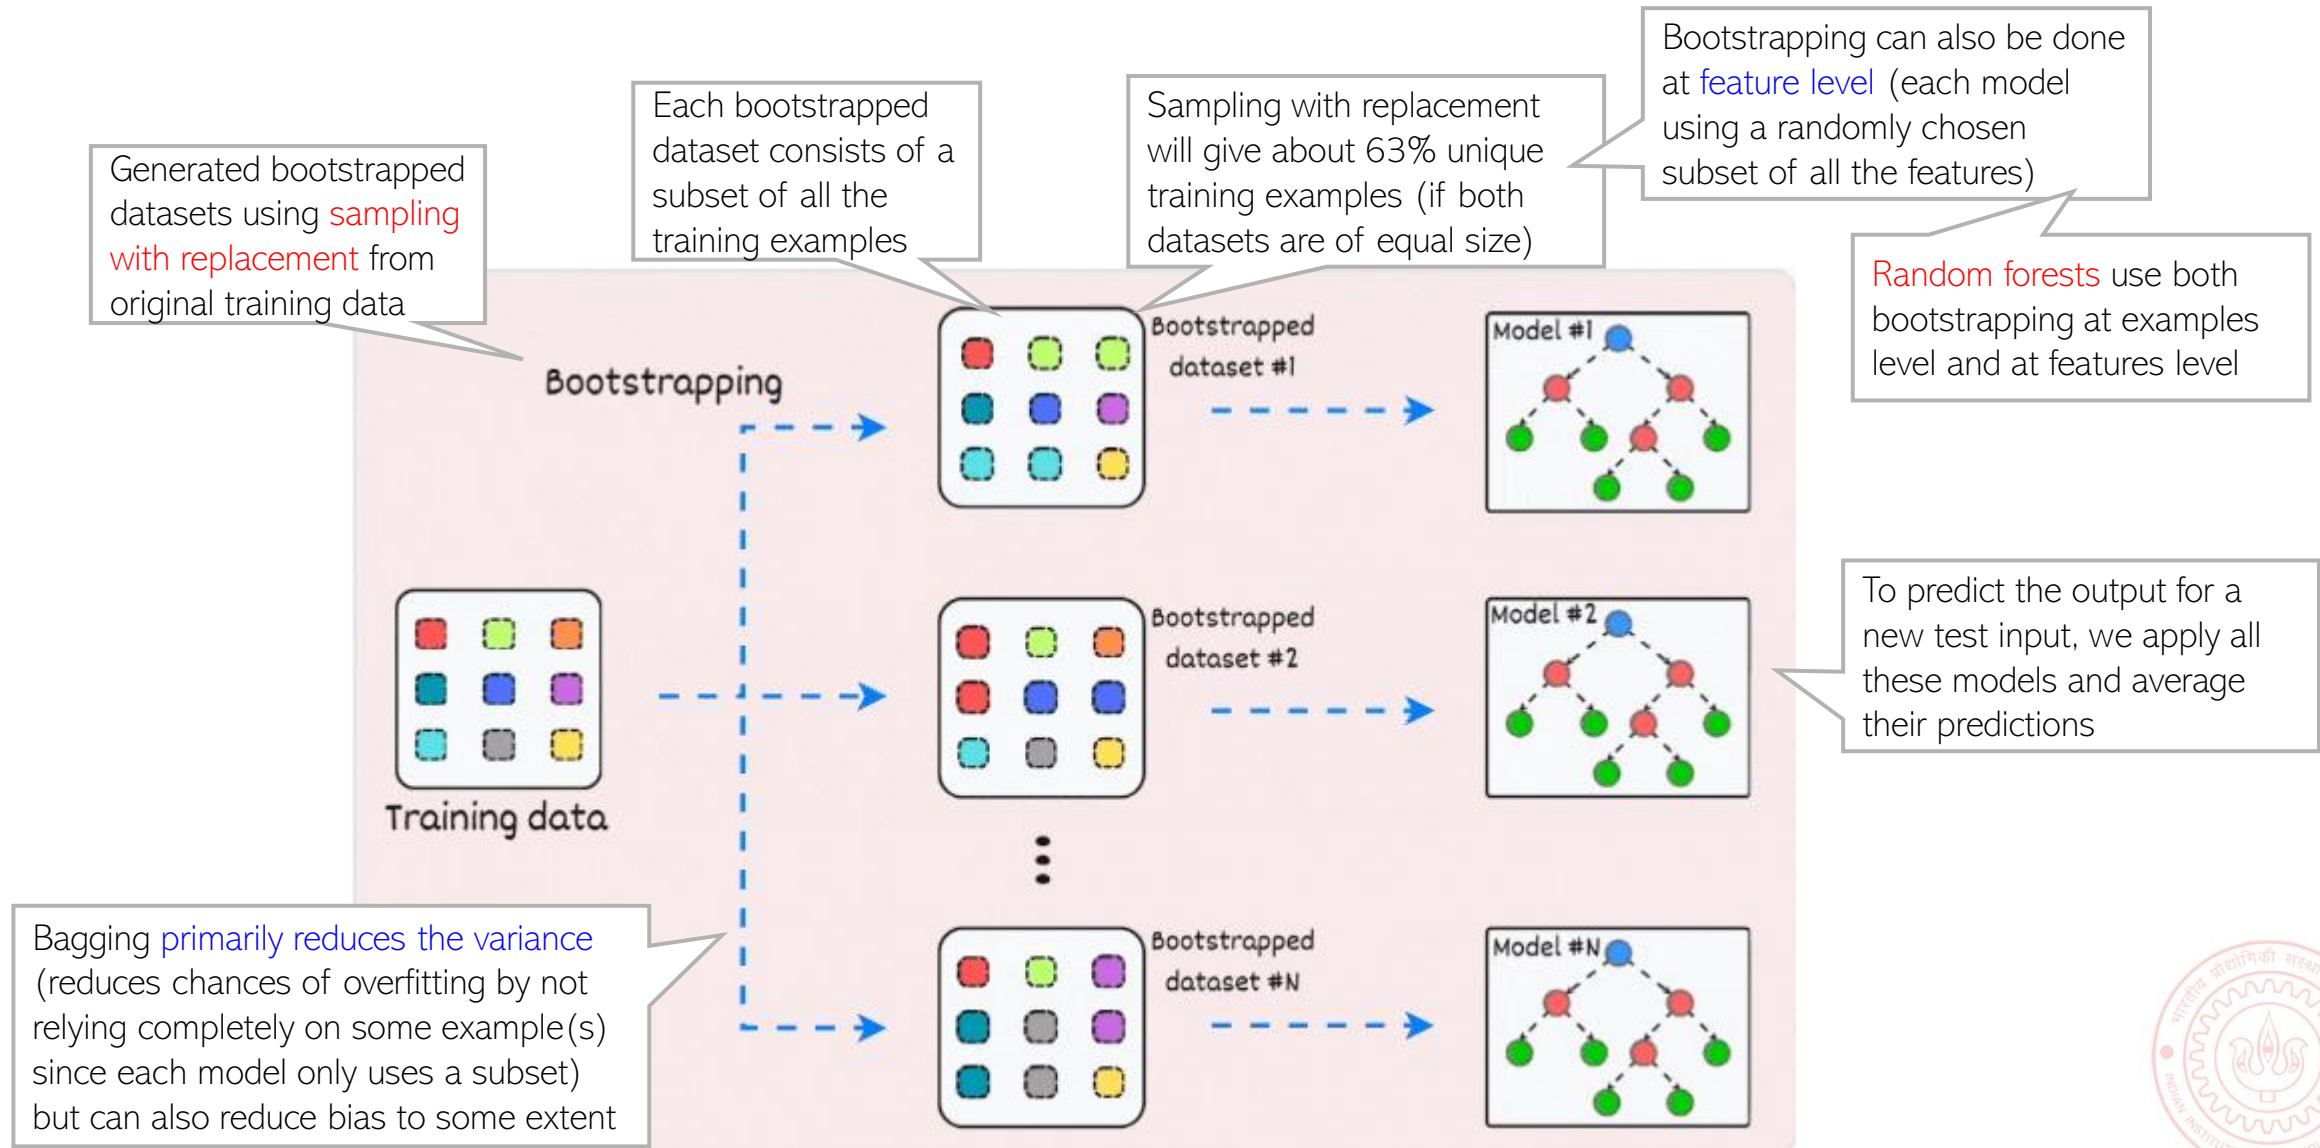 Bootstrapping can also be done
at feature level (each model
using a randomly chosen
subset of all the features)
Each bootstrapped
dataset consists of a
subset of all the
training examples
Sampling with replacement
will give about 63% unique
training examples (if both
datasets are of equal size)
Generated bootstrapped
datasets using sampling
with replacement from
original training data
Random forests use both
bootstrapping at examples
level and at features level
Bootstrapping
Bootstrapped
dataset #1
Model #1
Training data
Bootstrapped
dataset #2
Model #2
To predict the output for a
new test input, we apply all
these models and average
their predictions
Bootstrapped
dataset #N
Model #N
Bagging primarily reduces the variance
(reduces chances of overfitting by not
relying completely on some example(s)
since each model only uses a subset)
but can also reduce bias to some extent
भारतीय प्रौद्योगिकी
INDIAN